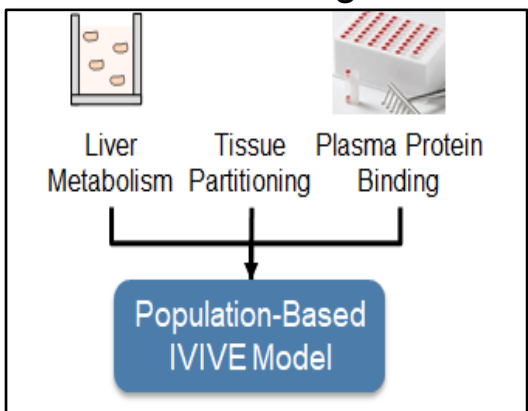 Liver Tissue Plasma Protein
Metabolism Partitioning Binding
Population-Based
IVIVE Model